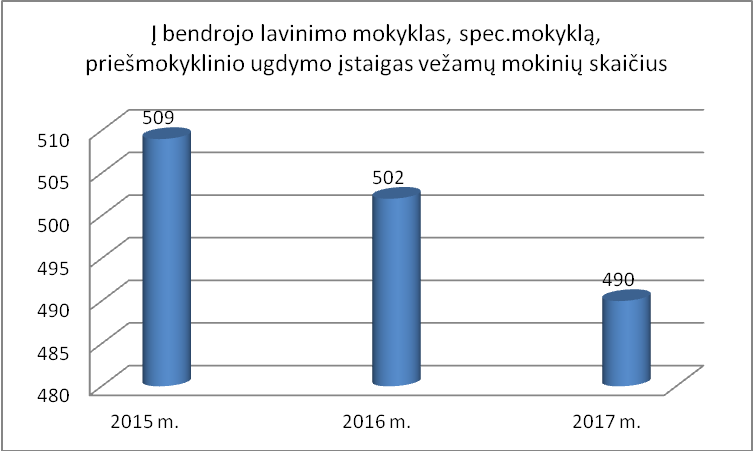 Į bendrojo lavinimo mokyklas, spec.mokyklą,
priešmokyklinio ugdymo įstaigas vežamų mokinių skaičius
509
510
505
502
500
495
490
490
485
480
2015 m.
2016 m.
2017 m.